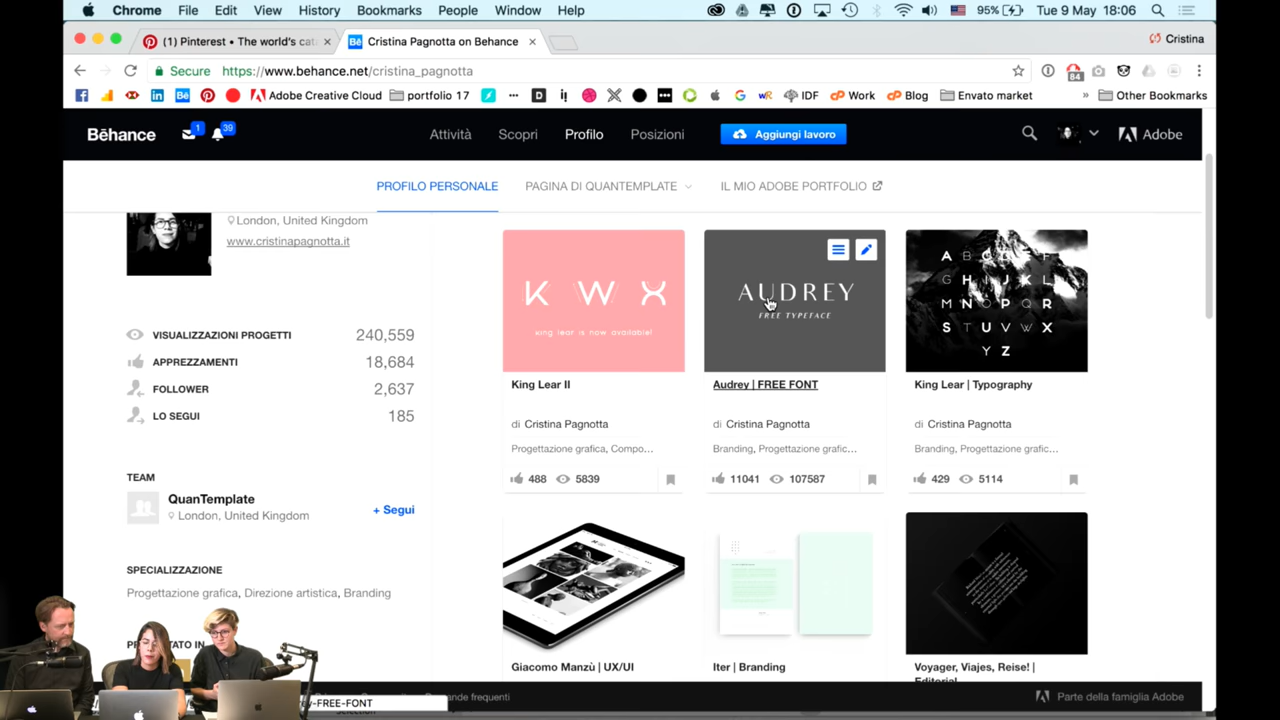 Chrome File Edit View History Bookmarks People Window Help 95% Tue 9 May 18:06
(1) Pinterest • The world's cat
Cristina Pagnotta on Behance
Cristina
Secure https://www.behance.net/cristina_pagnotta
84
Adobe Creative Cloud portfolio 17 IDF Work Blog Envato market » Other Bookmarks
Bēhance 1 39 Attività Scopri Profilo Posizioni Aggiungi lavoro Adobe
PROFILO PERSONALE PAGINA DI QUANTEMPLATE IL MIO ADOBE PORTFOLIO
London, United Kingdom
www.cristinapagnotta.it
VISUALIZZAZIONI PROGETTI 240,559
APPREZZAMENTI 18,684
FOLLOWER 2,637
LO SEGUI 185
TEAM
QuanTemplate
London, United Kingdom
+ Segui
SPECIALIZZAZIONE
Progettazione grafica, Direzione artistica, Branding
K W X
king lear is now available!
King Lear II
di Cristina Pagnotta
Progettazione grafica, Compo...
488 5839
AUDREY
FREE TYPEFACE
Audrey | FREE FONT
di Cristina Pagnotta
Branding, Progettazione grafic...
11041 107587
A B C D E F
G H I J K L
M N O P Q R
S T U V W X
Y Z
King Lear | Typography
di Cristina Pagnotta
Branding, Progettazione grafic...
429 5114
Giacomo Manzù | UX/UI
Iter | Branding
Voyager, Viajes, Reise! |
Editorial
y-FREE-FONT
frequenti
Parte della famiglia Adobe